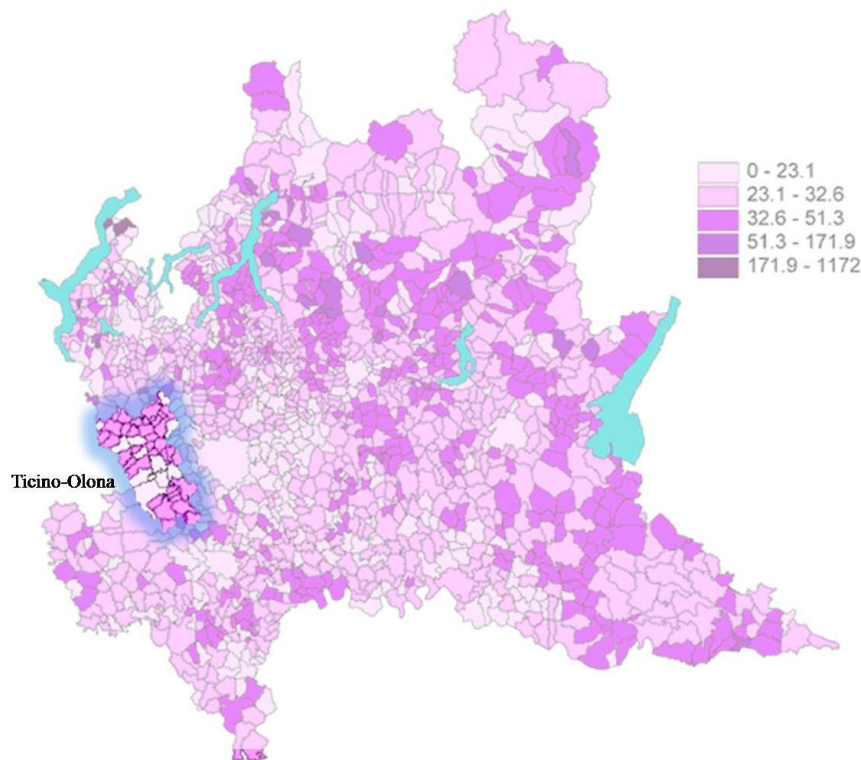 0 - 23.1
23.1 - 32.6
32.6 - 51.3
51.3 - 171.9
171.9 - 1172
Ticino-Olona